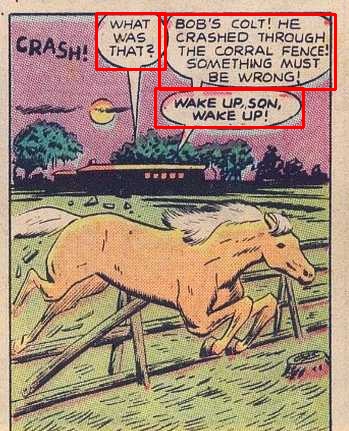 CRASH!
WHAT
WAS
THAT?
BOB'S COLT! HE
CRASHED THROUGH
THE CORRAL FENCE!
SOMETHING MUST
BE WRONG!
WAKE UP, SON,
WAKE UP!